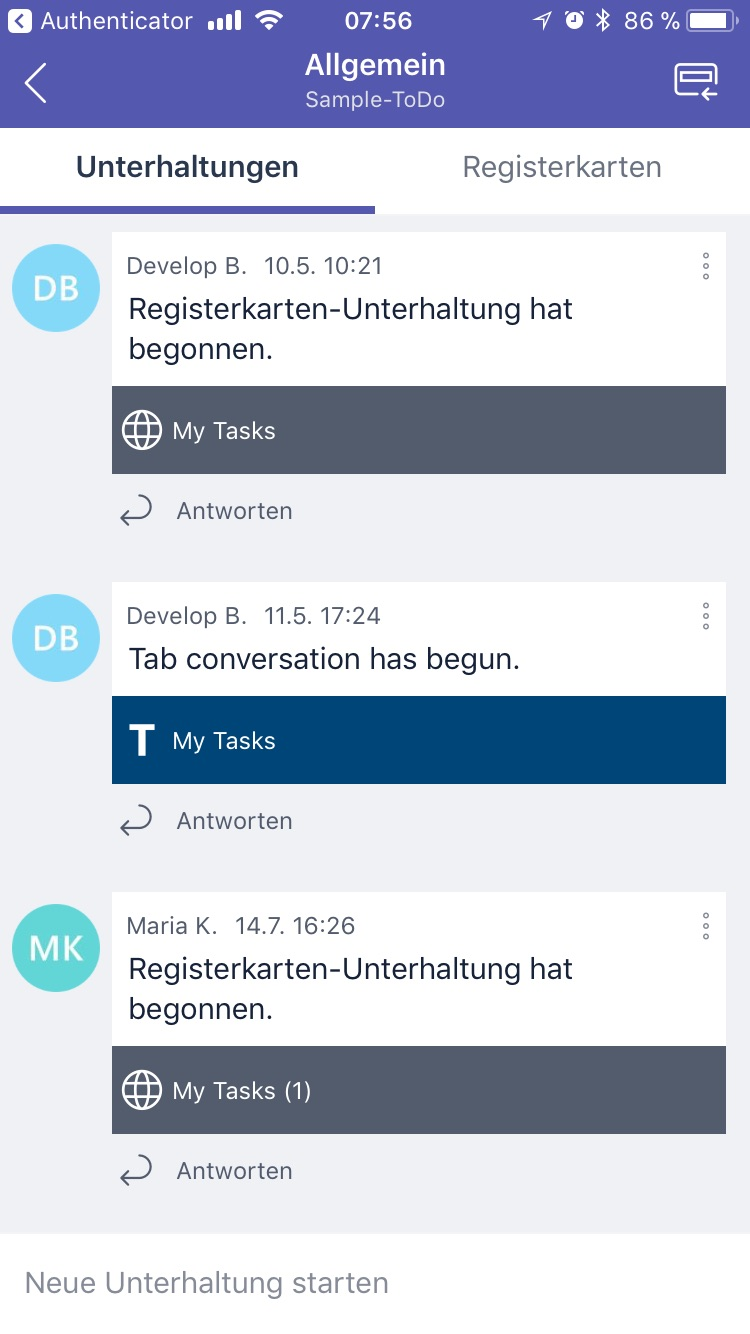 Authenticator 07:56 86 %
Allgemein
Sample-ToDo
Unterhaltungen Registerkarten
DB
Develop B. 10.5. 10:21
Registerkarten-Unterhaltung hat
begonnen.
My Tasks
Antworten
DB
Develop B. 11.5. 17:24
Tab conversation has begun.
T My Tasks
Antworten
MK
Maria K. 14.7. 16:26
Registerkarten-Unterhaltung hat
begonnen.
My Tasks (1)
Antworten
Neue Unterhaltung starten